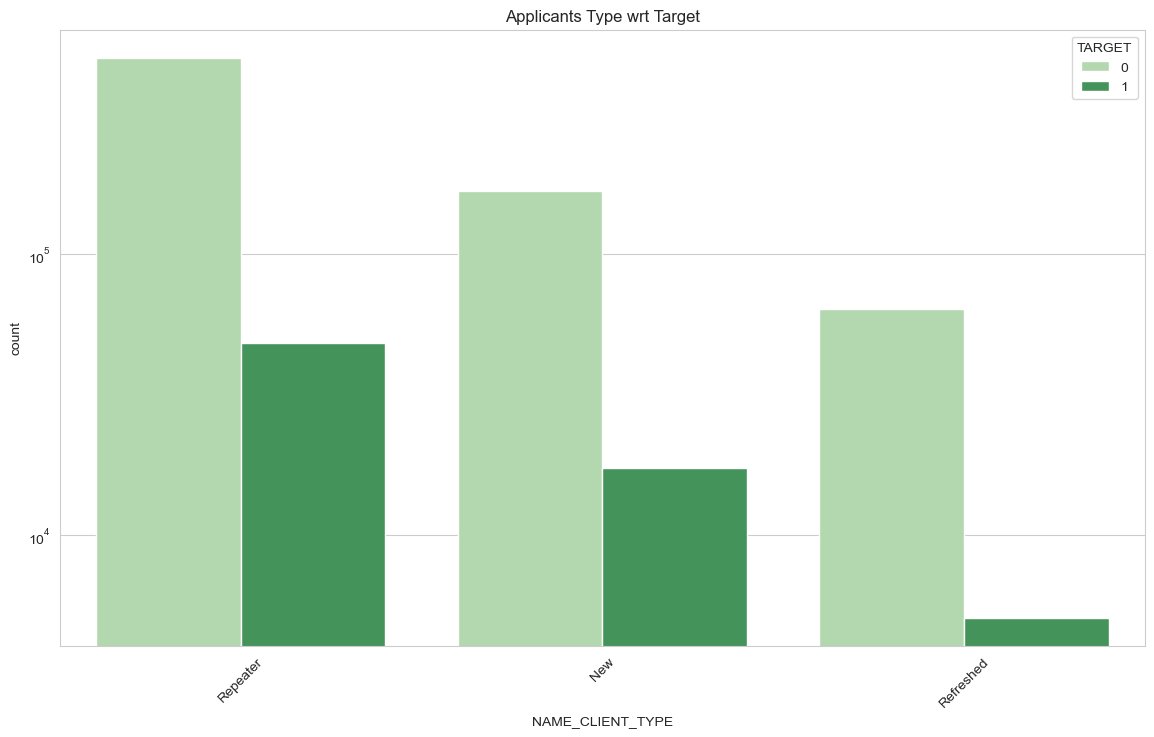 Applicants Type wrt Target
TARGET
0
1
10^5
10^4
count
Repeater
New
Refreshed
NAME_CLIENT_TYPE